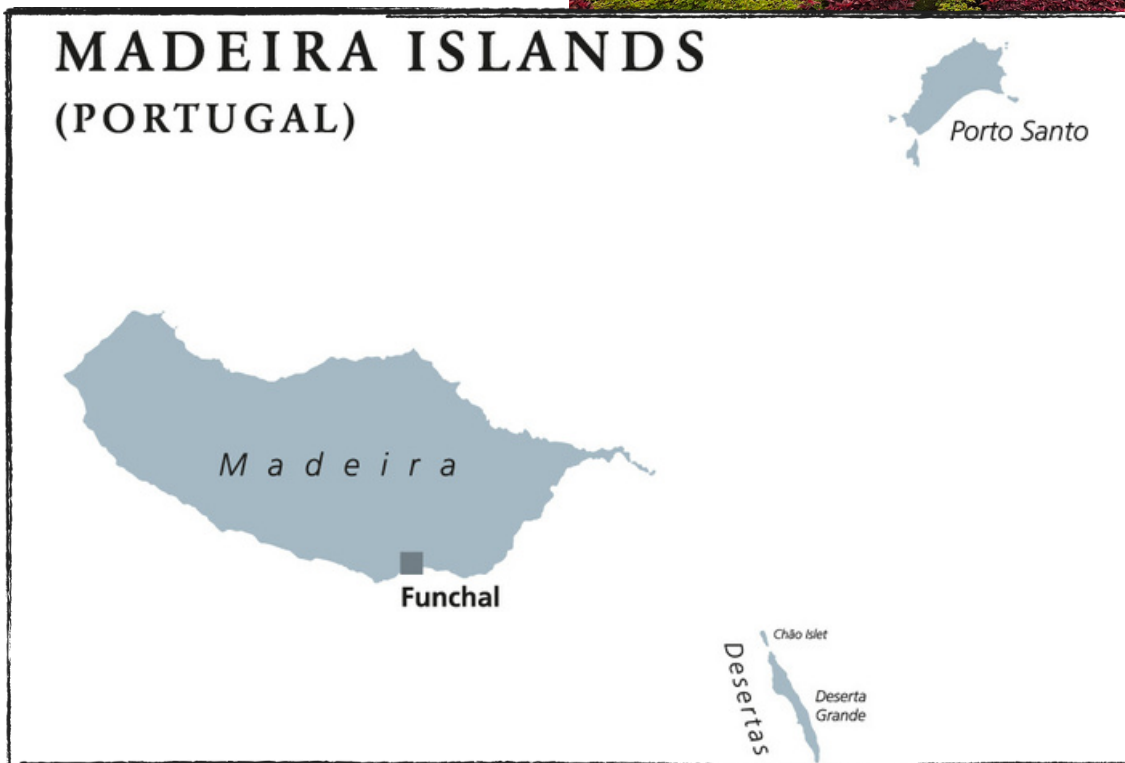 MADEIRA ISLANDS
(PORTUGAL)
Porto Santo
Madeira
Funchal
Chão Islet
Desertas
Deserta
Grande